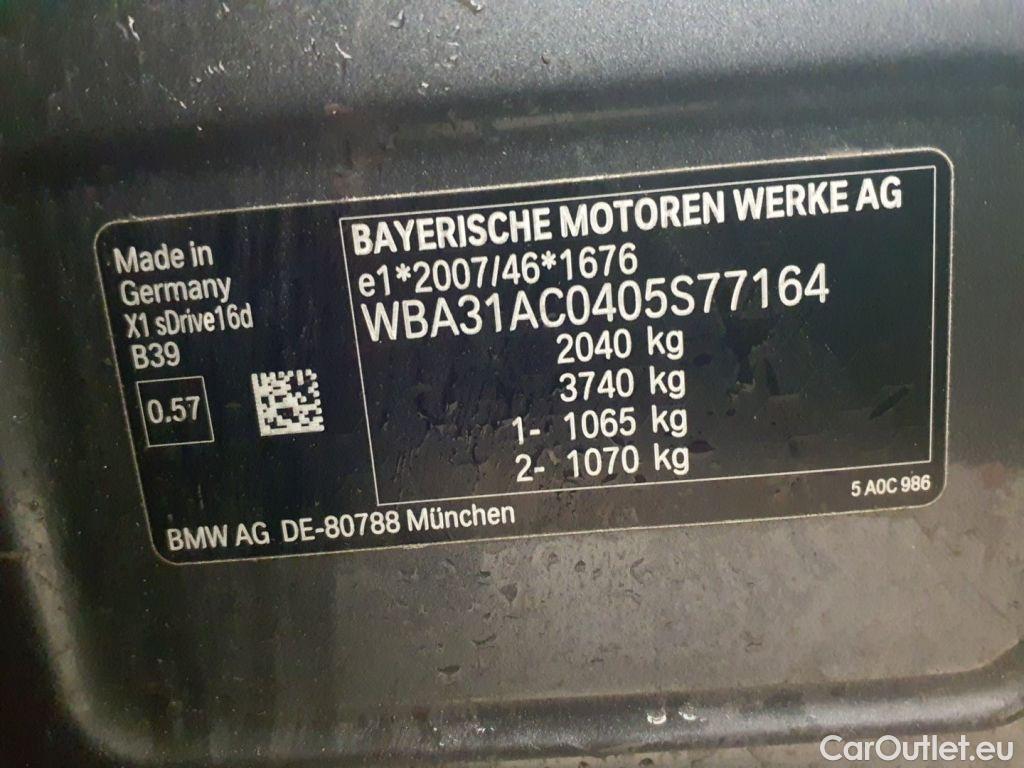 Made in
Germany
X1 sDrive16d
B39
0.57
BAYERISCHE MOTOREN WERKE AG
e1*2007/46*1676
WBA31AC0405S77164
2040 kg
3740 kg
1- 1065 kg
2- 1070 kg
5 A0C 986
BMW AG DE-80788 München
CarOutlet.eu